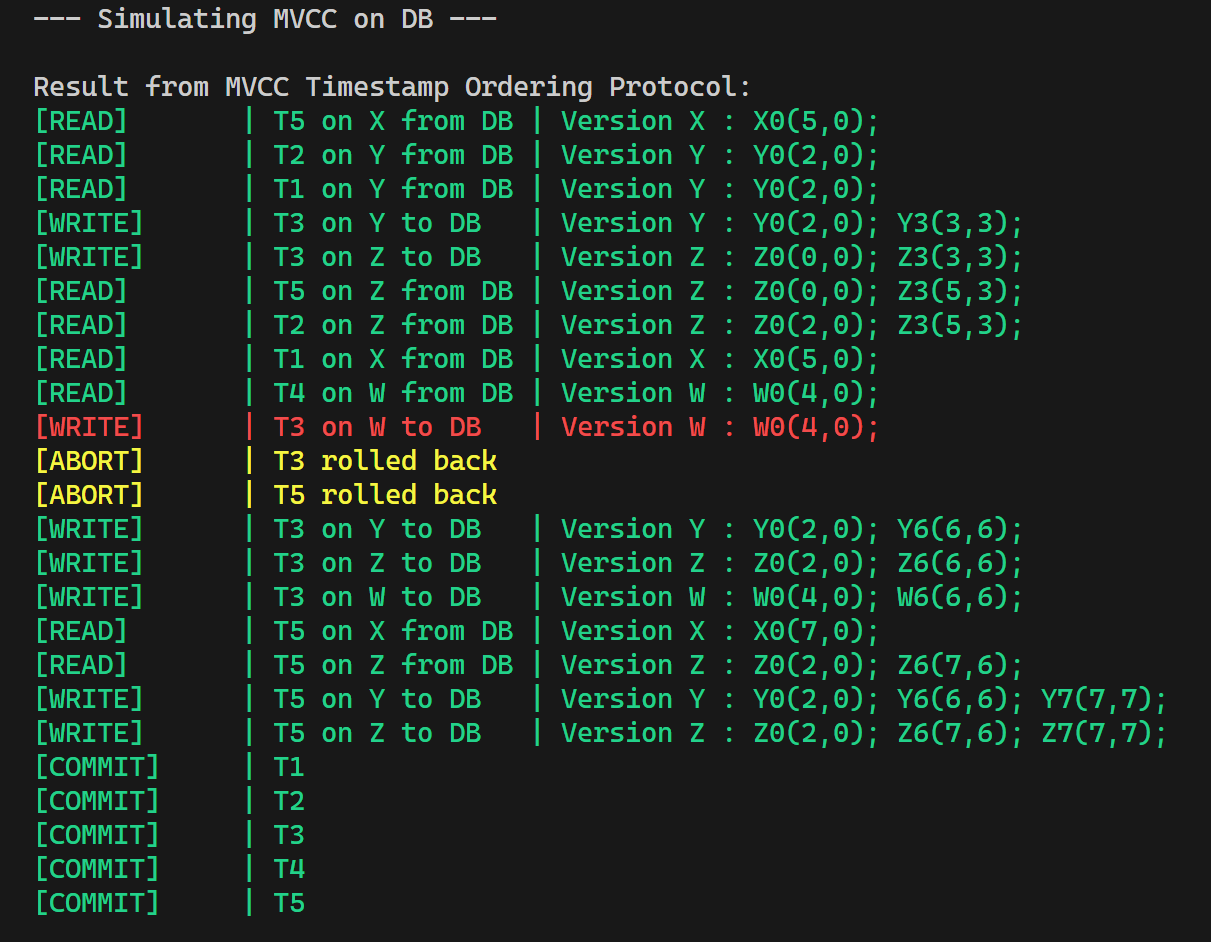 --- Simulating MVCC on DB ---
Result from MVCC Timestamp Ordering Protocol:
[READ] | T5 on X from DB | Version X : X0(5,0);
[READ] | T2 on Y from DB | Version Y : Y0(2,0);
[READ] | T1 on Y from DB | Version Y : Y0(2,0);
[WRITE] | T3 on Y to DB | Version Y : Y0(2,0); Y3(3,3);
[WRITE] | T3 on Z to DB | Version Z : Z0(0,0); Z3(3,3);
[READ] | T5 on Z from DB | Version Z : Z0(0,0); Z3(5,3);
[READ] | T2 on Z from DB | Version Z : Z0(2,0); Z3(5,3);
[READ] | T1 on X from DB | Version X : X0(5,0);
[READ] | T4 on W from DB | Version W : W0(4,0);
[WRITE] | T3 on W to DB | Version W : W0(4,0);
[ABORT] | T3 rolled back
[ABORT] | T5 rolled back
[WRITE] | T3 on Y to DB | Version Y : Y0(2,0); Y6(6,6);
[WRITE] | T3 on Z to DB | Version Z : Z0(2,0); Z6(6,6);
[WRITE] | T3 on W to DB | Version W : W0(4,0); W6(6,6);
[READ] | T5 on X from DB | Version X : X0(7,0);
[READ] | T5 on Z from DB | Version Z : Z0(2,0); Z6(7,6);
[WRITE] | T5 on Y to DB | Version Y : Y0(2,0); Y6(6,6); Y7(7,7);
[WRITE] | T5 on Z to DB | Version Z : Z0(2,0); Z6(7,6); Z7(7,7);
[COMMIT] | T1
[COMMIT] | T2
[COMMIT] | T3
[COMMIT] | T4
[COMMIT] | T5